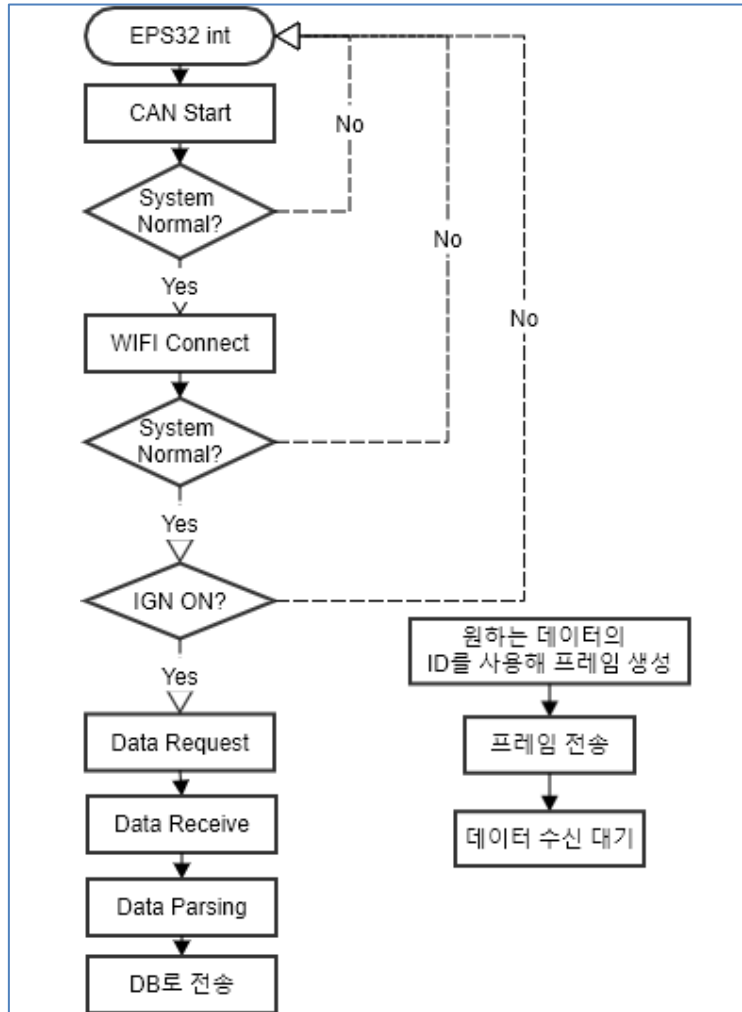 EPS32 int
CAN Start
No
System
Normal?
No
Yes
No
WIFI Connect
System
Normal?
Yes
IGN ON?
Yes
Data Request
Data Receive
Data Parsing
DB로 전송
원하는 데이터의
ID를 사용해 프레임 생성
프레임 전송
데이터 수신 대기